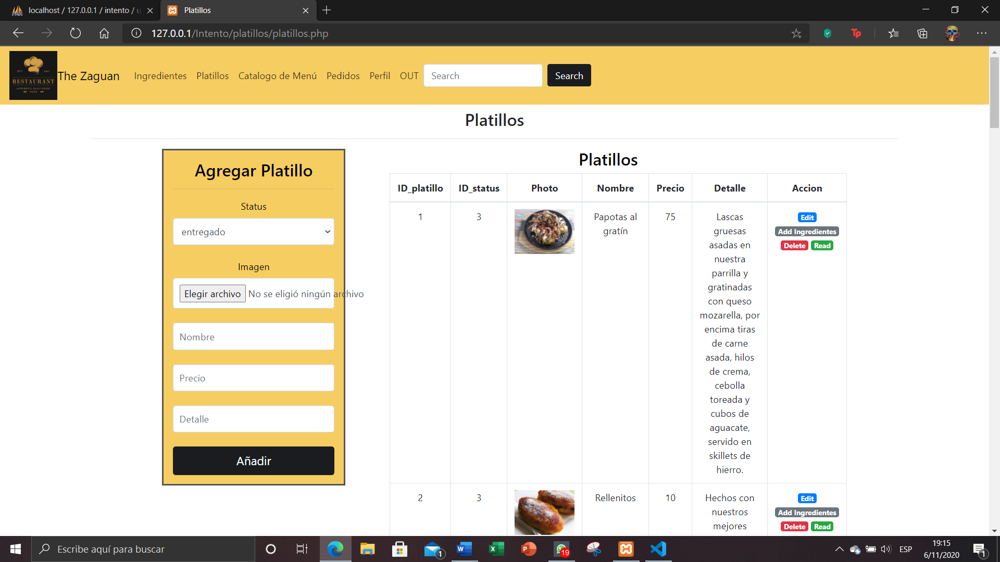 localhost / 127.0.0.1 / intento / u
Platillos
127.0.0.1/Intento/platillos/platillos.php
RESTAURANT
AUTHENTIC DAILY GOOD
FOOD
The Zaguan
Ingredientes
Platillos
Catalogo de Menú
Pedidos
Perfil
OUT
Search
Search
Platillos
Agregar Platillo
Status
entregado
Imagen
Elegir archivo No se eligió ningún archivo
Nombre
Precio
Detalle
Añadir
Platillos
ID_platillo ID_status Photo Nombre Precio Detalle Accion
1
3
Papotas al
gratín
75
Lascas
gruesas
asadas en
nuestra
parrilla y
gratinadas
con queso
mozarella, por
encima tiras
de carne
asada, hilos
de crema,
cebolla
toreada y
cubos de
aguacate,
servido en
skillets de
hierro.
Edit
Add Ingredientes
Delete Read
2
3
Rellenitos
10
Hechos con
nuestros
mejores
Edit
Add Ingredientes
Delete Read
Escribe aquí para buscar
1
19
ESP
19:15
6/11/2020
1